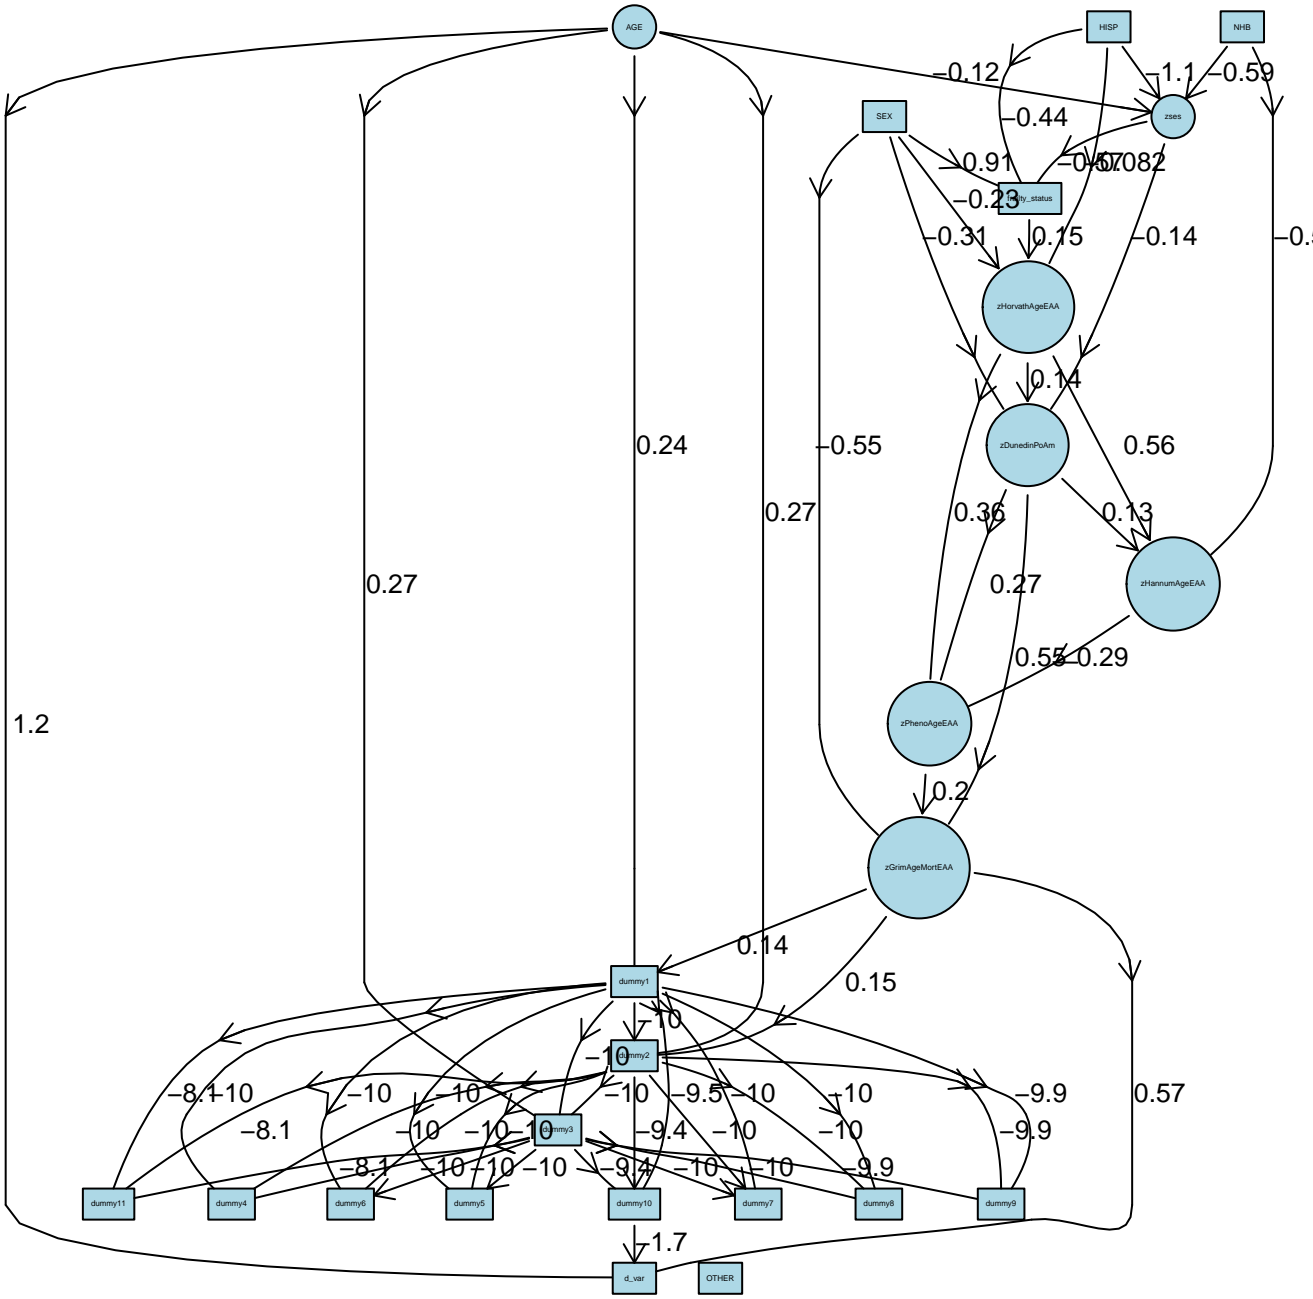 AGE
HISP
NHB
−0.12
−1.1
−0.59
SEX
−0.44
zses
0.91
−0.57
−0.082
frailty_status
−0.23
−0.31
0.15
−0.14
zHorvathAgeEAA
0.14
−0.55
0.24
zDunedinPoAm
0.56
0.27
0.36
0.13
0.27
0.27
zHannumAgeEAA
0.55
−0.29
1.2
zPhenoAgeEAA
0.2
zGrimAgeMortEAA
0.14
dummy1
0.15
−10
−10
dummy2
−8.1
−10
−10
−10
−10
−9.5
−10
−10
−9.9
0.57
−8.1
−10
−10
−10
dummy3
−9.4
−10
−10
−9.9
−8.1
−10
−10
−10
−9.4
−10
−10
−9.9
dummy11
dummy4
dummy6
dummy5
dummy10
dummy7
dummy8
dummy9
−1.7
d_var
OTHER